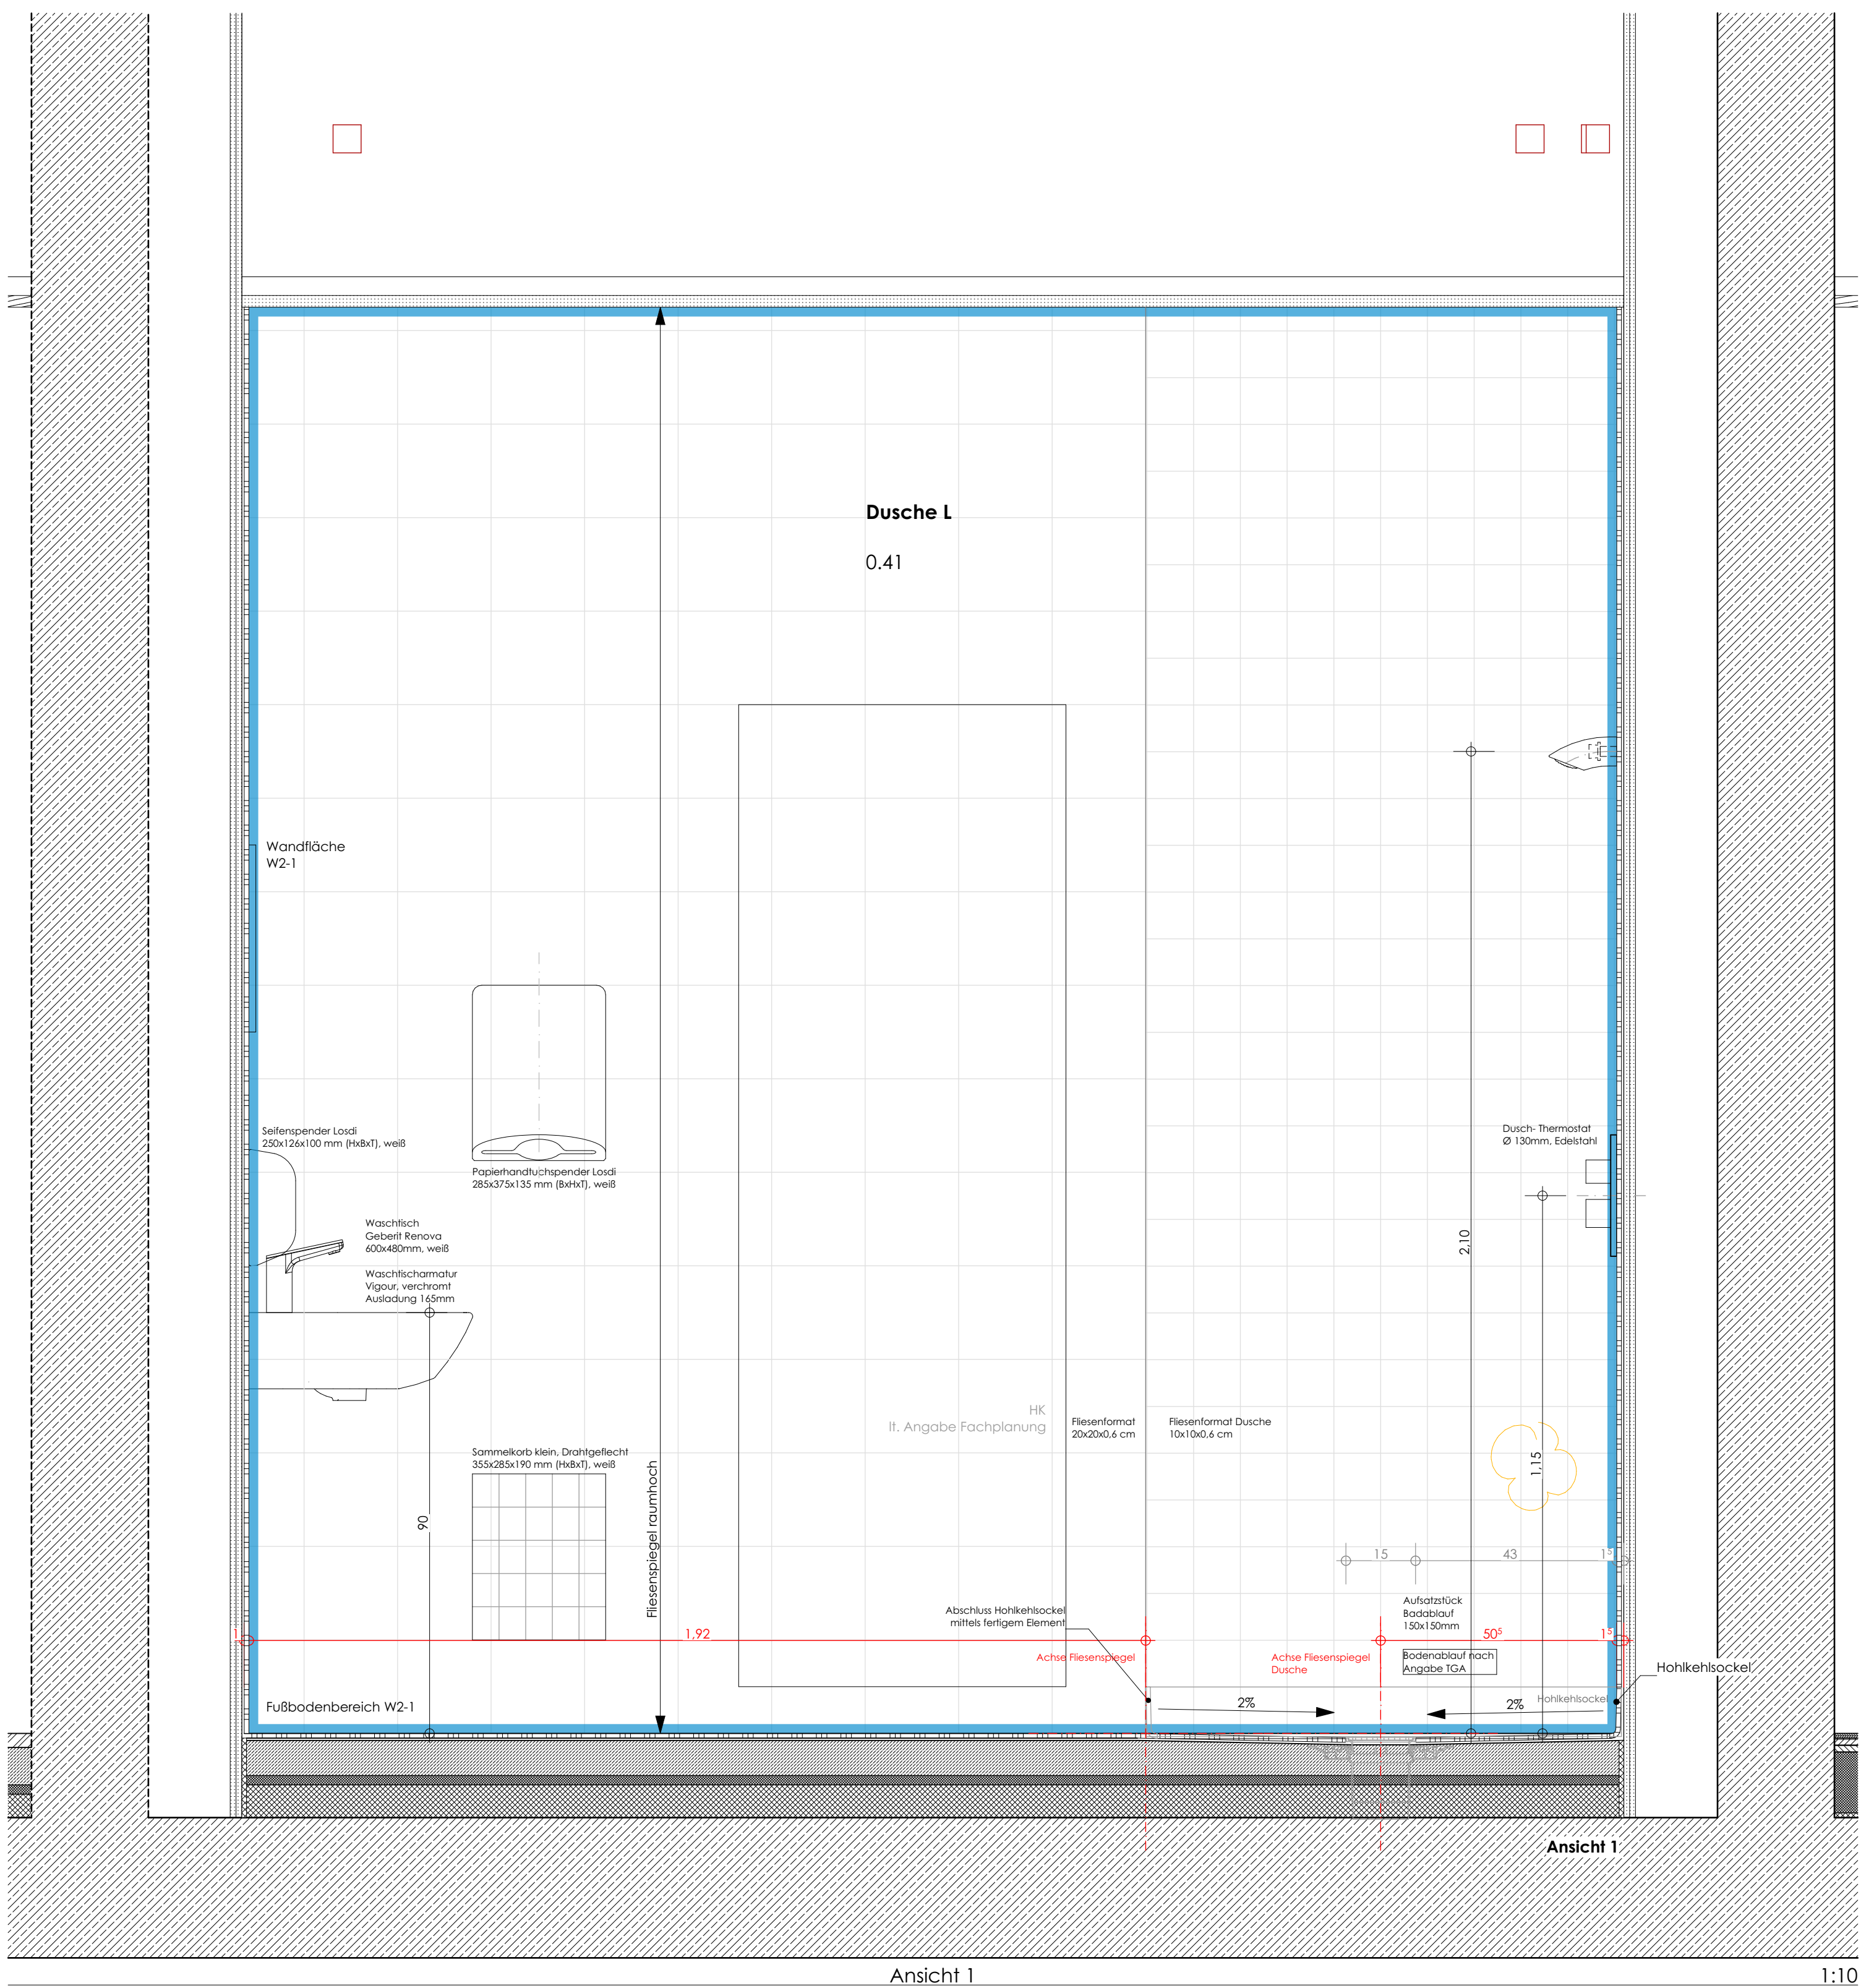 Dusche L
0.41
Wandfläche
W2-1
Seifenspender Losdi
250x126x100 mm (HxBxT), weiß
Papierhandtuchspender Losdi
285x375x135 mm (BxHxT), weiß
Dusch- Thermostat
Ø 130mm, Edelstahl
Waschtisch
Geberit Renova
600x480mm, weiß
Waschtischarmatur
Vigour, verchromt
Ausladung 165mm
2,10
HK
lt. Angabe Fachplanung
Fliesenformat
20x20x0,6 cm
Fliesenformat Dusche
10x10x0,6 cm
Sammelkorb klein, Drahtgeflecht
355x285x190 mm (HxBxT), weiß
1,15
90
Fliesenspiegel raumhoch
15
43
1⁵
Abschluss Hohlkehlsockel
mittels fertigem Element
Aufsatzstück
Badablauf
150x150mm
1
1.92
50⁵
1⁵
Achse Fliesenspiegel
Achse Fliesenspiegel
Dusche
Bodenablauf nach
Angabe TGA
Hohlkehlsockel
Fußbodenbereich W2-1
2%
2%
Hohlkehlsockel
Ansicht 1
Ansicht 1
1:10